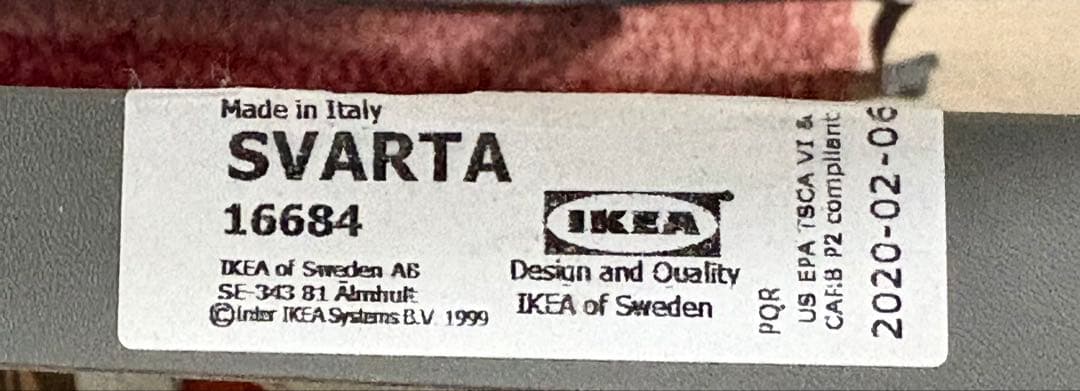 Made in Italy
SVARTA
16684
IKEA of Sweden AB
SE-343 81 Älmhult
©Inter IKEA Systems B.V. 1999
IKEA
Design and Quality
IKEA of Sweden
PQR
US EPA TSCA VI &
CARB P2 compliant
2020-02-06